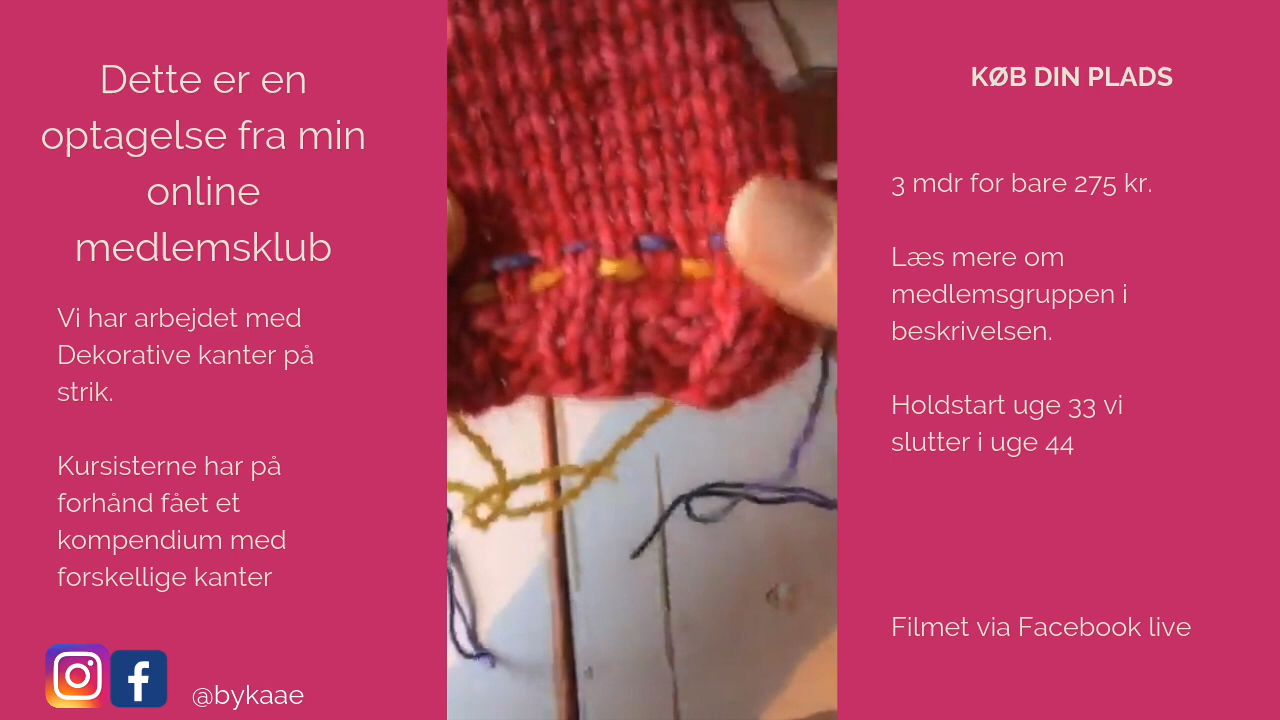 Dette er en
optagelse fra min
online
medlemsklub
Vi har arbejdet med
Dekorative kanter på
strik.
Kursisterne har på
forhånd fået et
kompendium med
forskellige kanter
@bykaae
KØB DIN PLADS
3 mdr for bare 275 kr.
Læs mere om
medlemsgruppen i
beskrivelsen.
Holdstart uge 33 vi
slutter i uge 44
Filmet via Facebook live